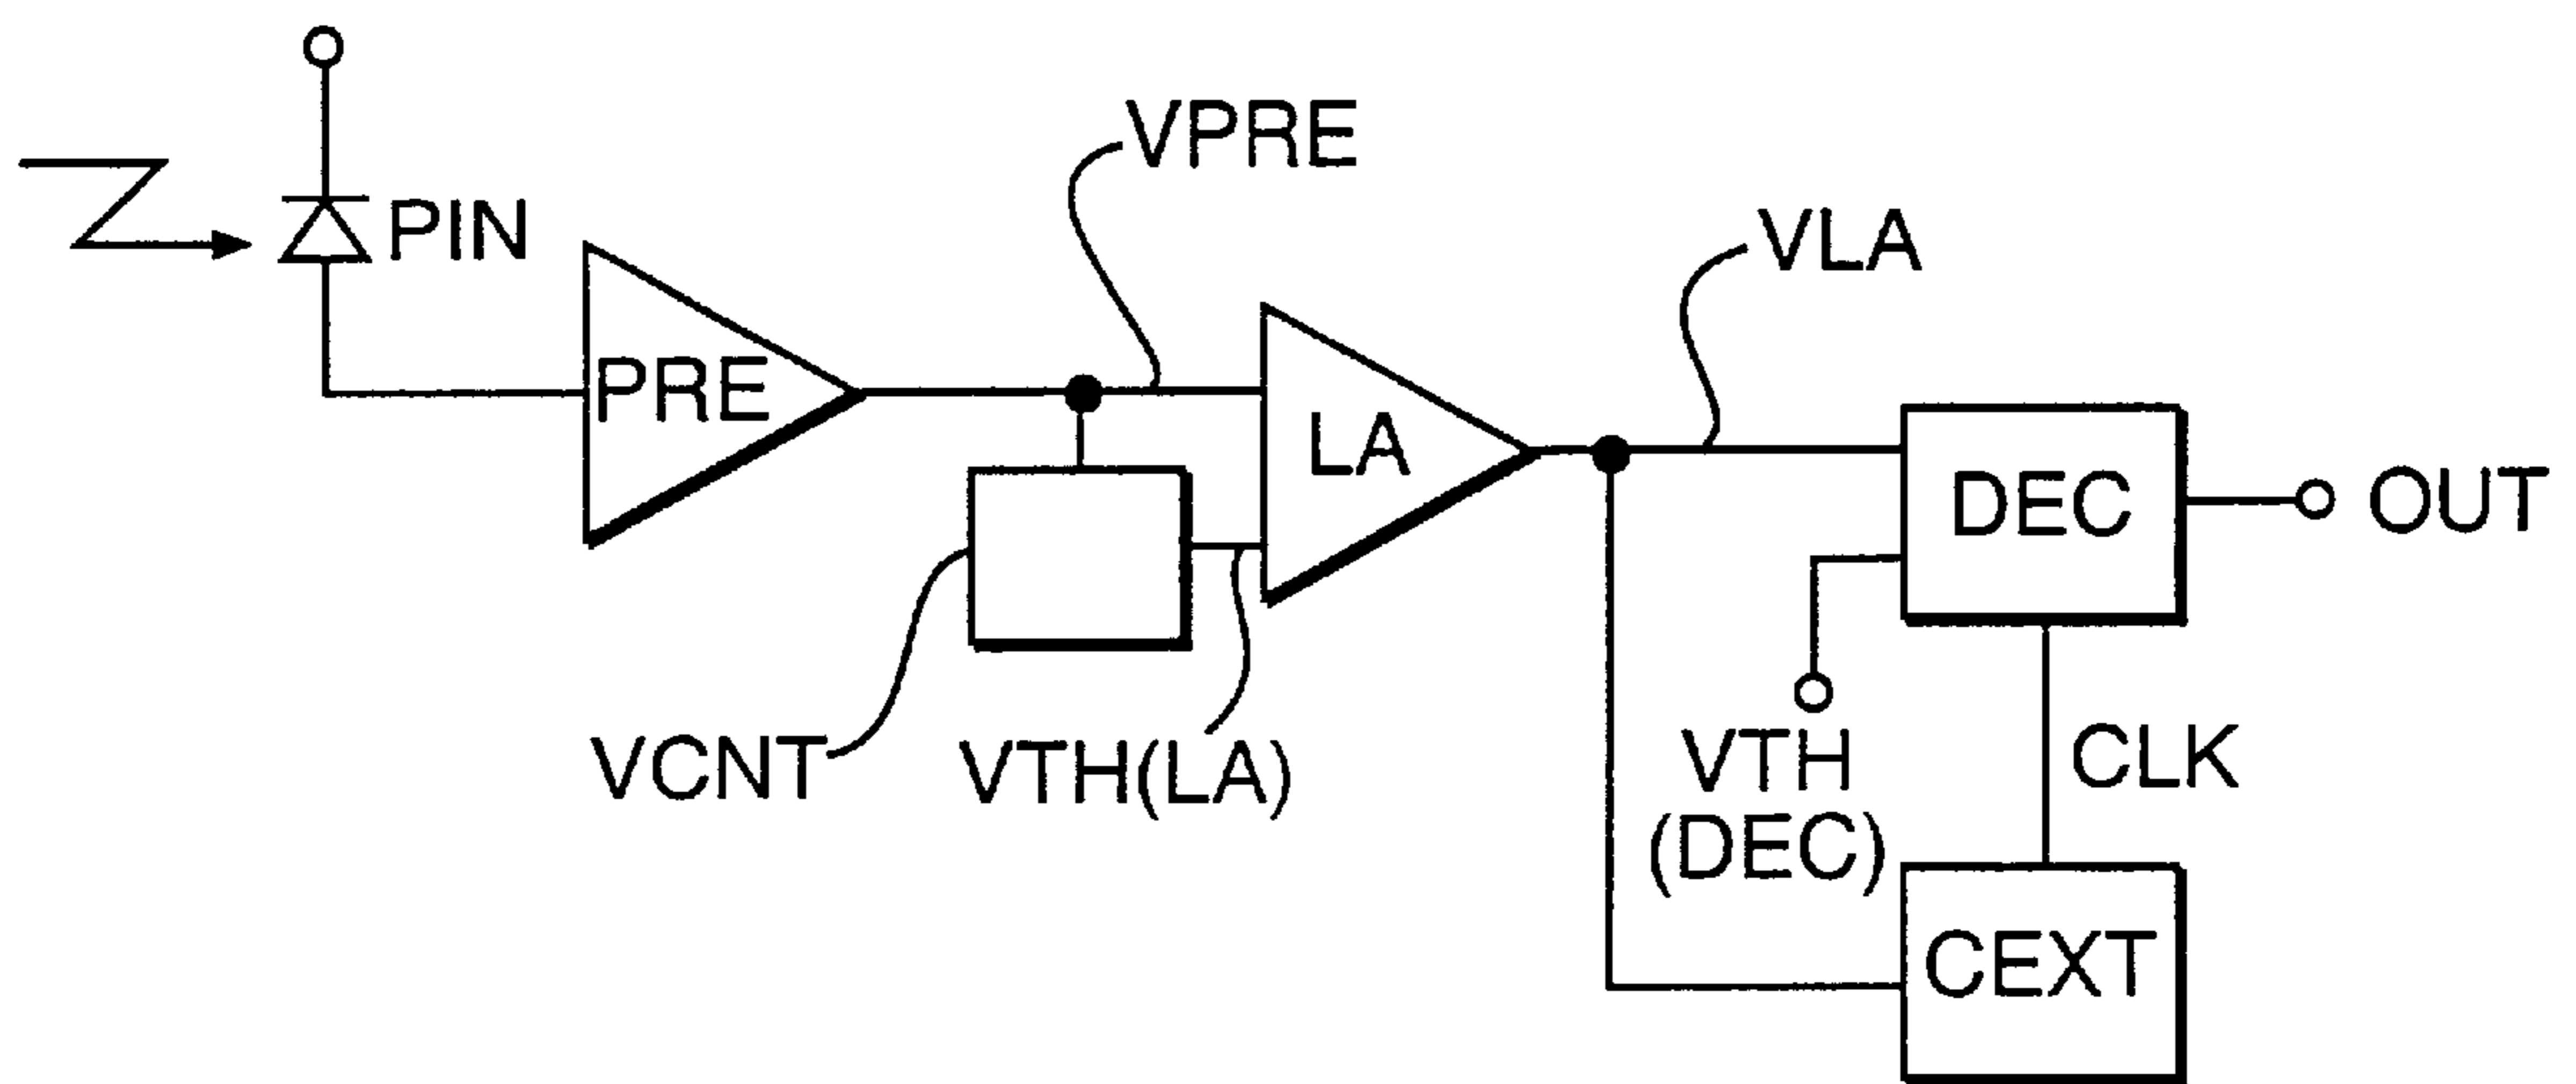 VPRE
PIN
VLA
PRE
LA
DEC
OUT
VCNT
VTH(LA)
VTH
(DEC)
CLK
CEXT